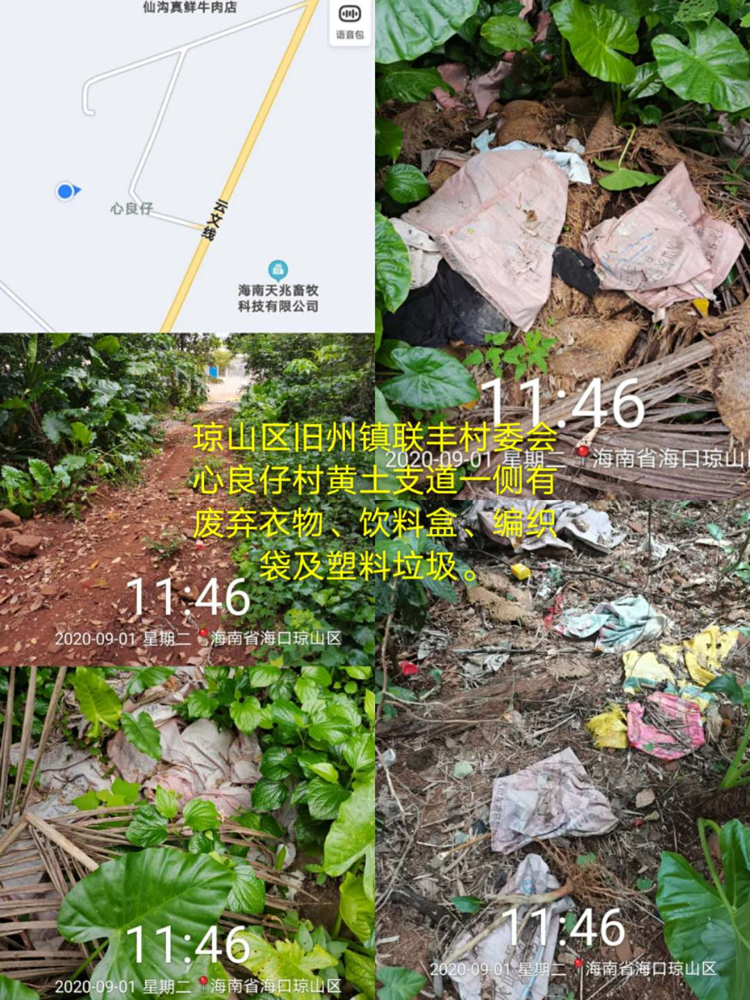 仙沟真鲜牛肉店
语音包
心良仔
云文线
海南天兆畜牧
科技有限公司
11:46
2020-09-01 星期二 海南省海口琼山
琼山区旧州镇联丰村委会
心良仔村黄土支道一侧有
废弃衣物、饮料盒、编织
袋及塑料垃圾。
11:46
2020-09-01 星期二 海南省海口琼山区
11:46
2020-09-01 星期二 海南省海口琼山区
11:46
2020-09-01 星期二 海南省海口琼山区